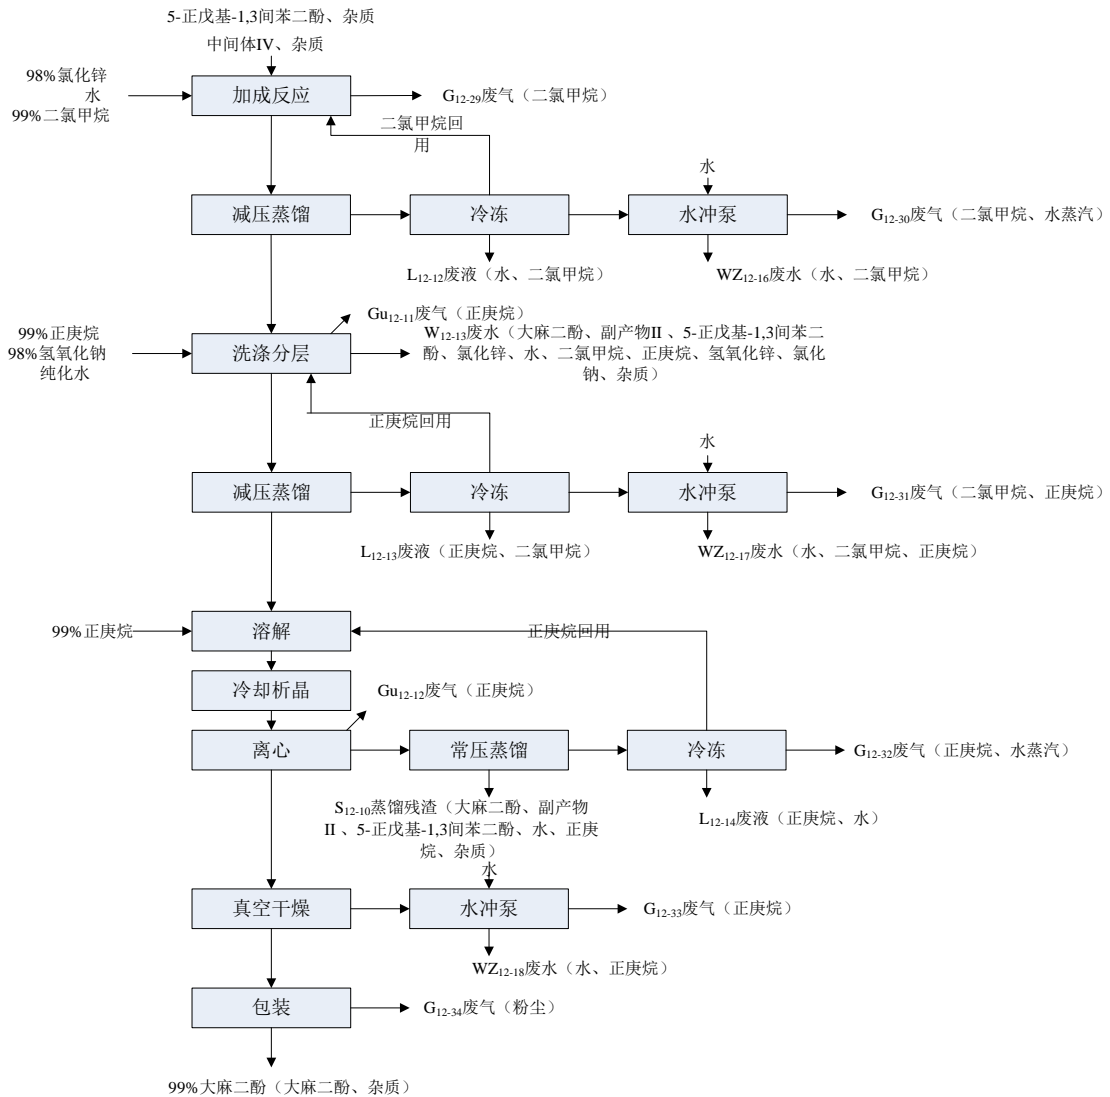 5-正戊基-1,3间苯二酚、杂质
中间体IV、杂质
98%氯化锌
水
99%二氯甲烷
加成反应
G12-29废气（二氯甲烷）
二氯甲烷回
用
水
减压蒸馏
冷冻
水冲泵
G12-30废气（二氯甲烷、水蒸汽）
L12-12废液（水、二氯甲烷）
WZ12-16废水（水、二氯甲烷）
Gu12-11废气（正庚烷）
99%正庚烷
98%氢氧化钠
纯化水
洗涤分层
W12-13废水（大麻二酚、副产物II 、5-正戊基-1,3间苯二
酚、氯化锌、水、二氯甲烷、正庚烷、氢氧化锌、氯化
钠、杂质）
正庚烷回用
水
减压蒸馏
冷冻
水冲泵
G12-31废气（二氯甲烷、正庚烷）
L12-13废液（正庚烷、二氯甲烷）
WZ12-17废水（水、二氯甲烷、正庚烷）
99%正庚烷
溶解
正庚烷回用
冷却析晶
Gu12-12废气（正庚烷）
离心
常压蒸馏
冷冻
G12-32废气（正庚烷、水蒸汽）
S12-10蒸馏残渣（大麻二酚、副产物
II 、5-正戊基-1,3间苯二酚、水、正庚
烷、杂质）
L12-14废液（正庚烷、水）
水
真空干燥
水冲泵
G12-33废气（正庚烷）
WZ12-18废水（水、正庚烷）
包装
G12-34废气（粉尘）
99%大麻二酚（大麻二酚、杂质）